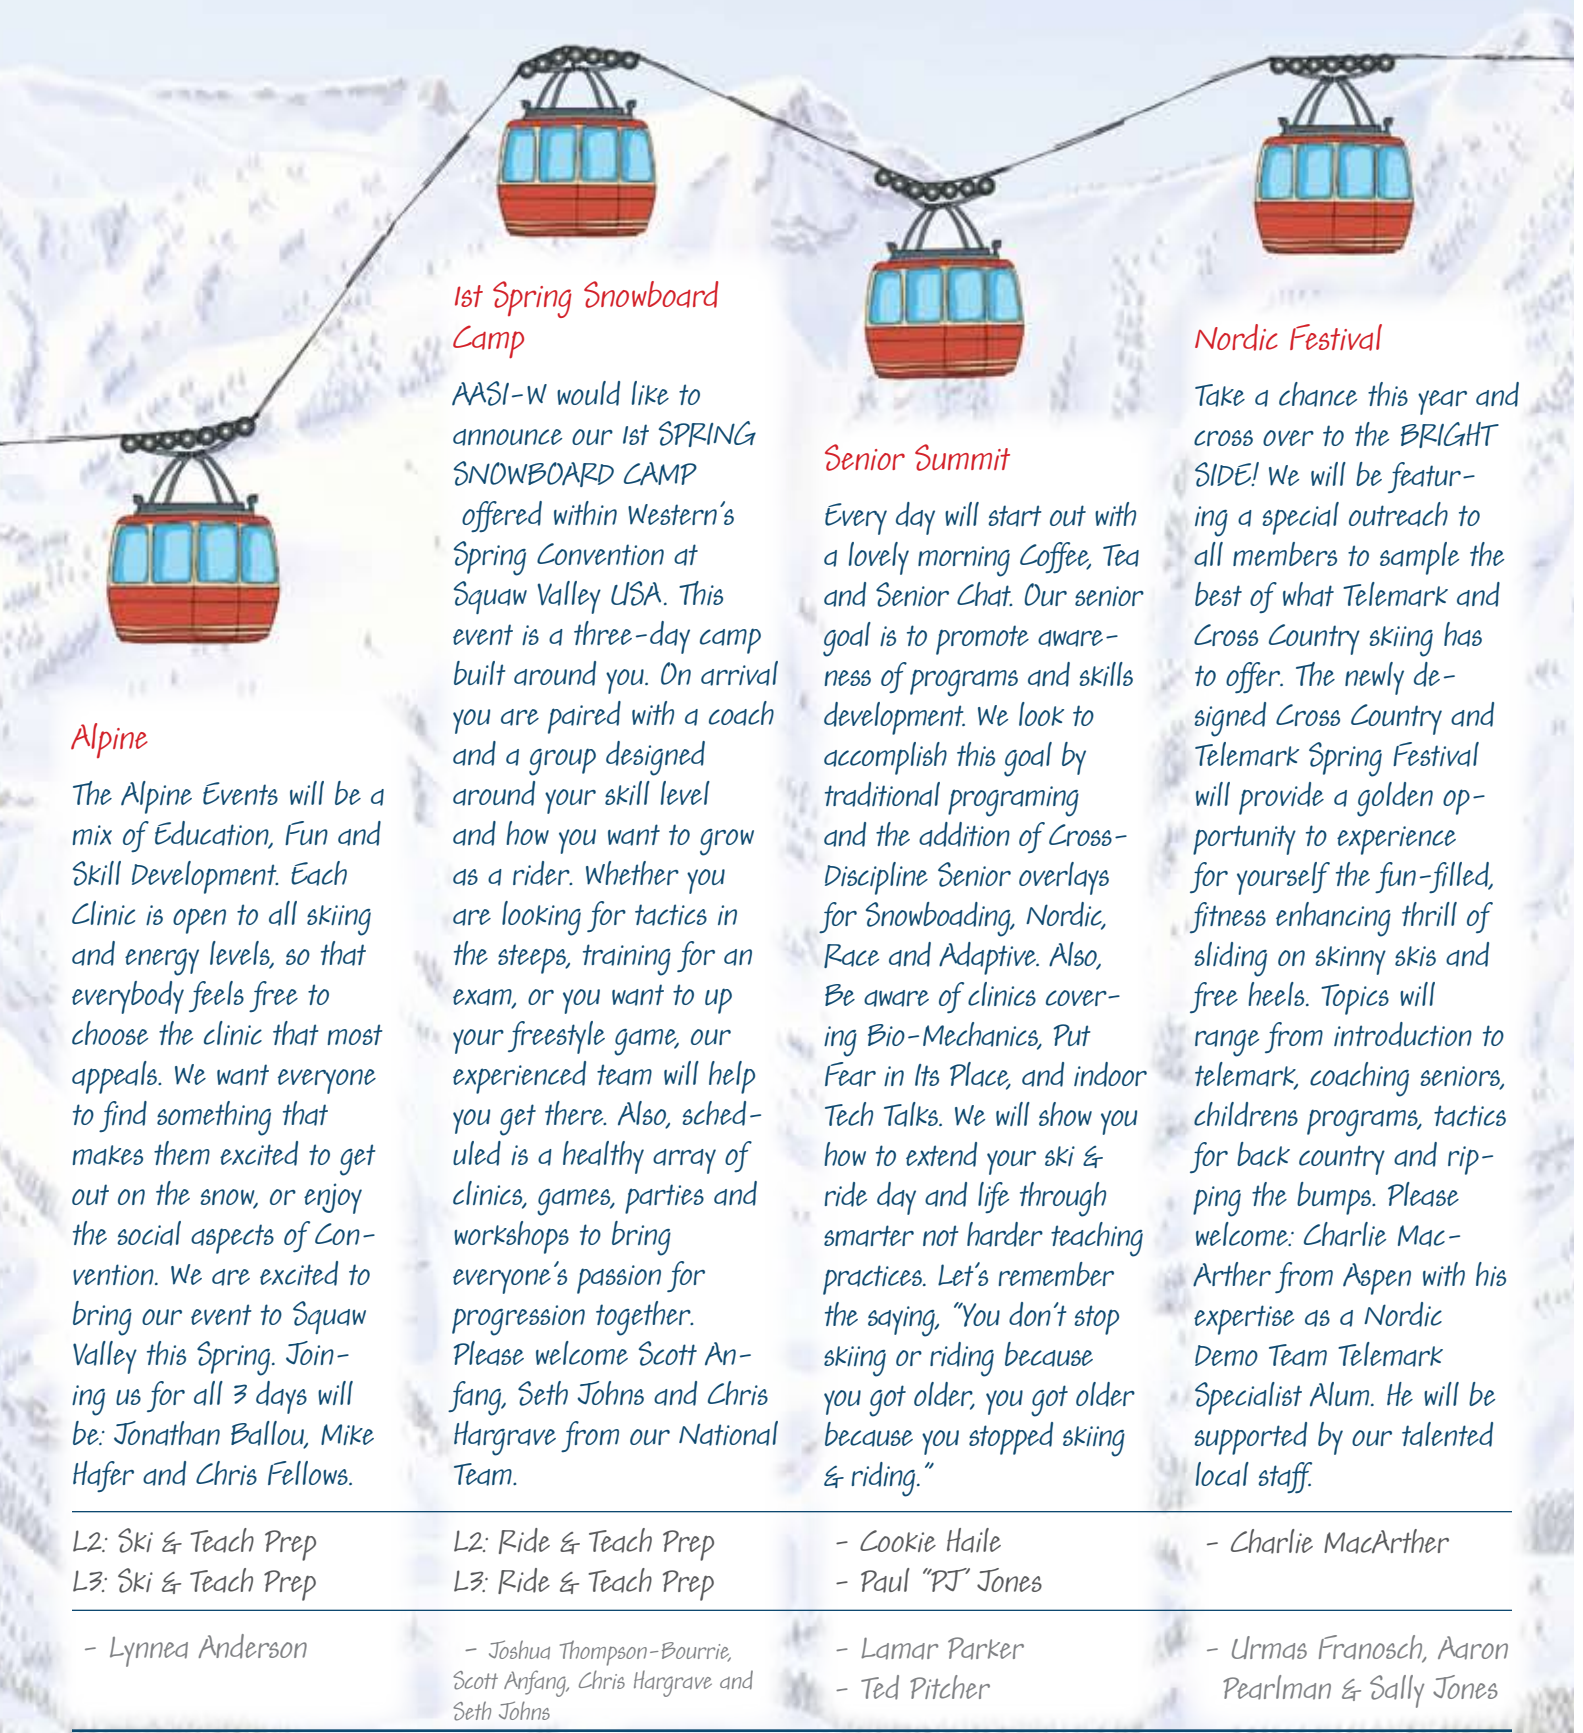 Alpine
The Alpine Events will be a
mix of Education, Fun and
Skill Development. Each
Clinic is open to all skiing
and energy levels, so that
everybody feels free to
choose the clinic that most
appeals. We want everyone
to find something that
makes them excited to get
out on the snow, or enjoy
the social aspects of Con-
vention. We are excited to
bring our event to Squaw
Valley this Spring. Join-
ing us for all 3 days will
be: Jonathan Ballou, Mike
Hafer and Chris Fellows.
L2: Ski & Teach Prep
L3: Ski & Teach Prep
- Lynnea Anderson
1st Spring Snowboard
Camp
AASI-W would like to
announce our 1st SPRING
SNOWBOARD CAMP
offered within Western's
Spring Convention at
Squaw Valley USA. This
event is a three-day camp
built around you. On arrival
you are paired with a coach
and a group designed
around your skill level
and how you want to grow
as a rider. Whether you
are looking for tactics in
the steeps, training for an
exam, or you want to up
your freestyle game, our
experienced team will help
you get there. Also, sched-
uled is a healthy array of
clinics, games, parties and
workshops to bring
everyone's passion for
progression together.
Please welcome Scott An-
fang, Seth Johns and Chris
Hargrave from our National
Team.
L2: Ride & Teach Prep
L3: Ride & Teach Prep
- Joshua Thompson-Bourrie,
Scott Anfang, Chris Hargrave and
Seth Johns
Senior Summit
Every day will start out with
a lovely morning Coffee, Tea
and Senior Chat. Our senior
goal is to promote aware-
ness of programs and skills
development. We look to
accomplish this goal by
traditional programing
and the addition of Cross-
Discipline Senior overlays
for Snowboading, Nordic,
Race and Adaptive. Also,
Be aware of clinics cover-
ing Bio-Mechanics, Put
Fear in Its Place, and indoor
Tech Talks. We will show you
how to extend your ski &
ride day and life through
smarter not harder teaching
practices. Let's remember
the saying, "You don't stop
skiing or riding because
you got older, you got older
because you stopped skiing
& riding."
- Cookie Haile
- Paul "PJ" Jones
- Lamar Parker
- Ted Pitcher
Nordic Festival
Take a chance this year and
cross over to the BRIGHT
SIDE! We will be featur-
ing a special outreach to
all members to sample the
best of what Telemark and
Cross Country skiing has
to offer. The newly de-
signed Cross Country and
Telemark Spring Festival
will provide a golden op-
portunity to experience
for yourself the fun-filled,
fitness enhancing thrill of
sliding on skinny skis and
free heels. Topics will
range from introduction to
telemark, coaching seniors,
childrens programs, tactics
for back country and rip-
ping the bumps. Please
welcome: Charlie Mac-
Arther from Aspen with his
expertise as a Nordic
Demo Team Telemark
Specialist Alum. He will be
supported by our talented
local staff.
- Charlie MacArther
- Urmas Franosch, Aaron
Pearlman & Sally Jones